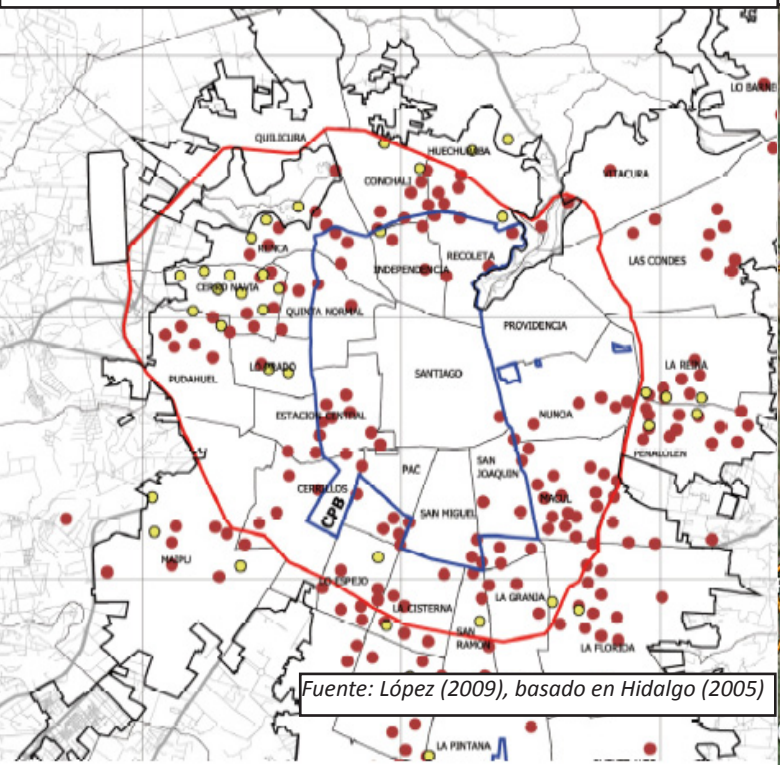 LO BARNE
QUILICURA
HUECHURABA
CONCHALI
VITACURA
RENCA
RECOLETA
LAS CONDES
INDEPENDENCIA
CERRO NAVIA
QUINTA NORMAL
PROVIDENCIA
LA REINA
LO PRADO
SANTIAGO
PUDAHUEL
ESTACION CENTRAL
NUNOA
PENALOLEN
SAN
JOAQUIN
PAC
CERRILLOS
MACUL
CPB
SAN MIGUEL
MAIPU
LO ESPEJO
LA GRANJA
LA CISTERNA
SAN
RAMON
LA FLORIDA
Fuente: López (2009), basado en Hidalgo (2005)
LA PINTANA